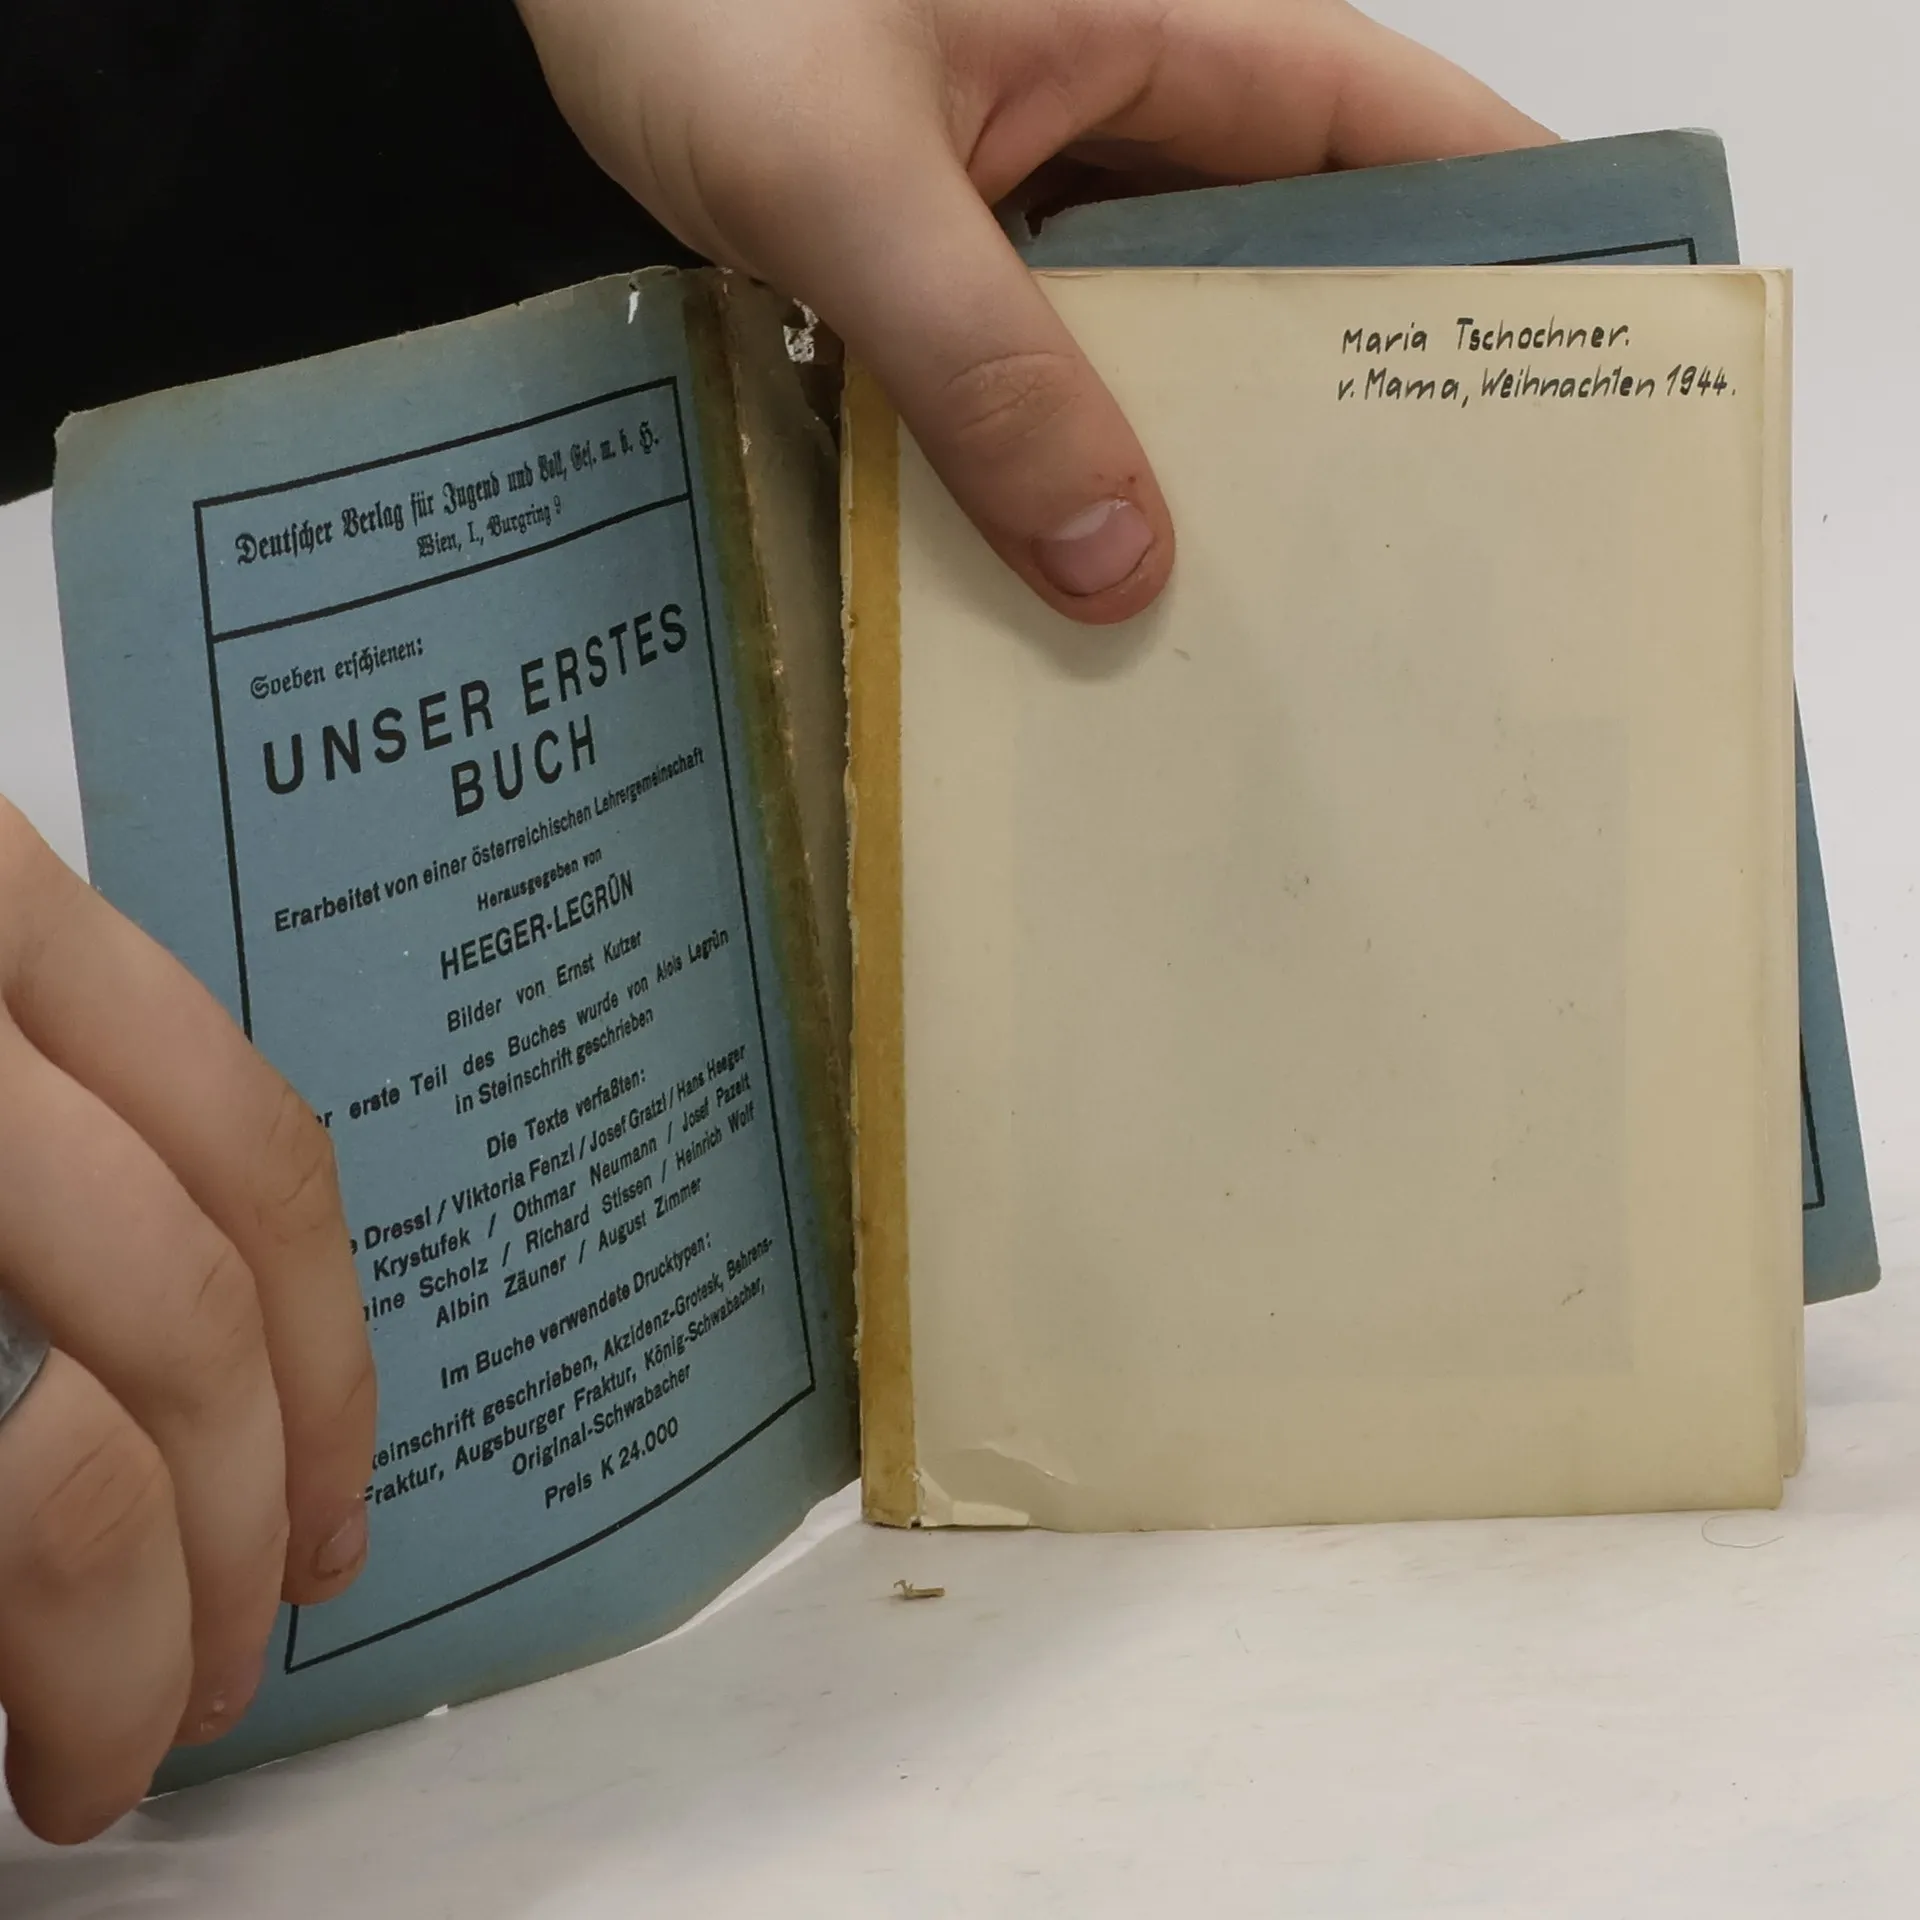 Deutscher Verlag für Jugend und Volk, Ges. m. b. H.
Wien, I., Burgring 9
Soeben erschienen:
UNSER ERSTES
BUCH
Erarbeitet von einer österreichischen Lehrergemeinschaft
Herausgegeben von
HEEGER-LEGRÜN
Bilder von Ernst Kutzer
erste Teil des Buches wurde von Alois Legrün
in Steinschrift geschrieben
Die Texte verfaßten:
Dressl / Viktoria Fenzl / Josef Gratzl / Hans Heeger
Krystufek / Othmar Neumann / Josef Pazelt
Scholz / Richard Stissen / Heinrich Wolf
Albin Zäuner / August Zimmer
Im Buche verwendete Drucktypen:
einschrift geschrieben, Akzidenz-Grotesk, Behrens-
Fraktur, Augsburger Fraktur, König-Schwabacher,
Original-Schwabacher
Preis K 24.000
Maria Tschochner.
v. Mama, Weihnachten 1944.